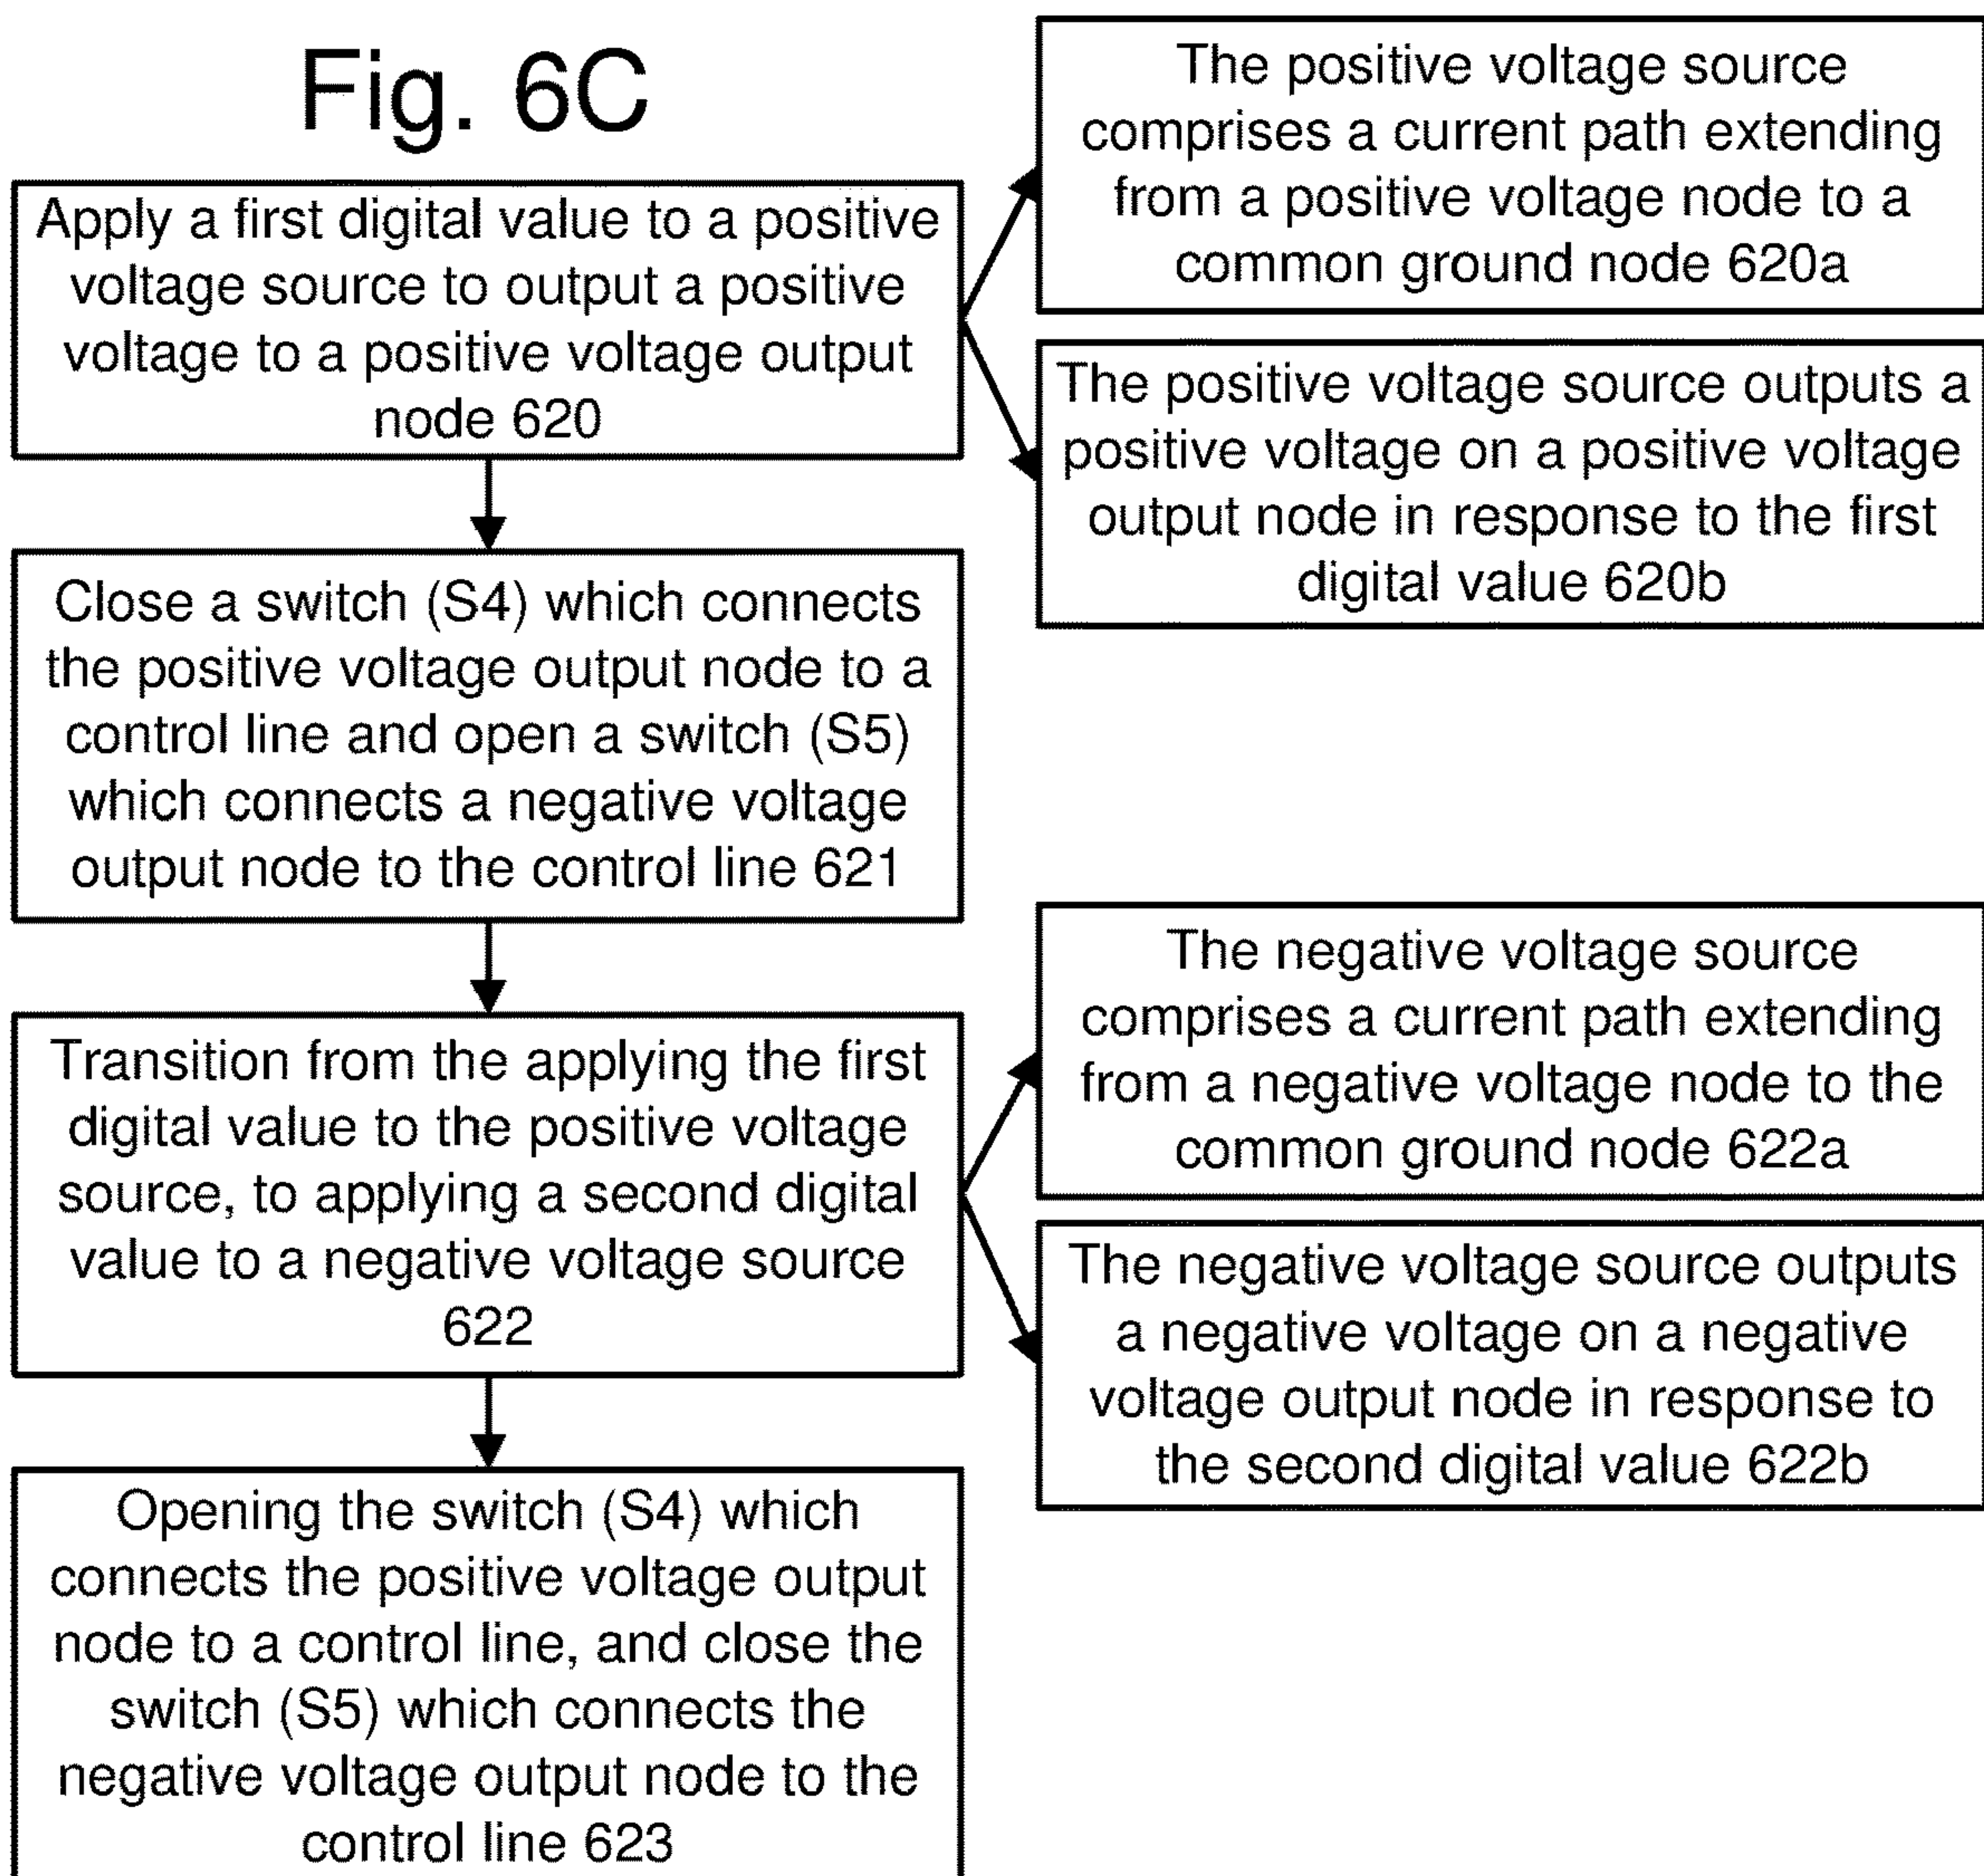 Fig. 6C
Apply a first digital value to a positive
voltage source to output a positive
voltage to a positive voltage output
node 620
The positive voltage source
comprises a current path extending
from a positive voltage node to a
common ground node 620a
The positive voltage source outputs a
positive voltage on a positive voltage
output node in response to the first
digital value 620b
Close a switch (S4) which connects
the positive voltage output node to a
control line and open a switch (S5)
which connects a negative voltage
output node to the control line 621
Transition from the applying the first
digital value to the positive voltage
source, to applying a second digital
value to a negative voltage source
622
The negative voltage source
comprises a current path extending
from a negative voltage node to the
common ground node 622a
The negative voltage source outputs
a negative voltage on a negative
voltage output node in response to
the second digital value 622b
Opening the switch (S4) which
connects the positive voltage output
node to a control line, and close the
switch (S5) which connects the
negative voltage output node to the
control line 623